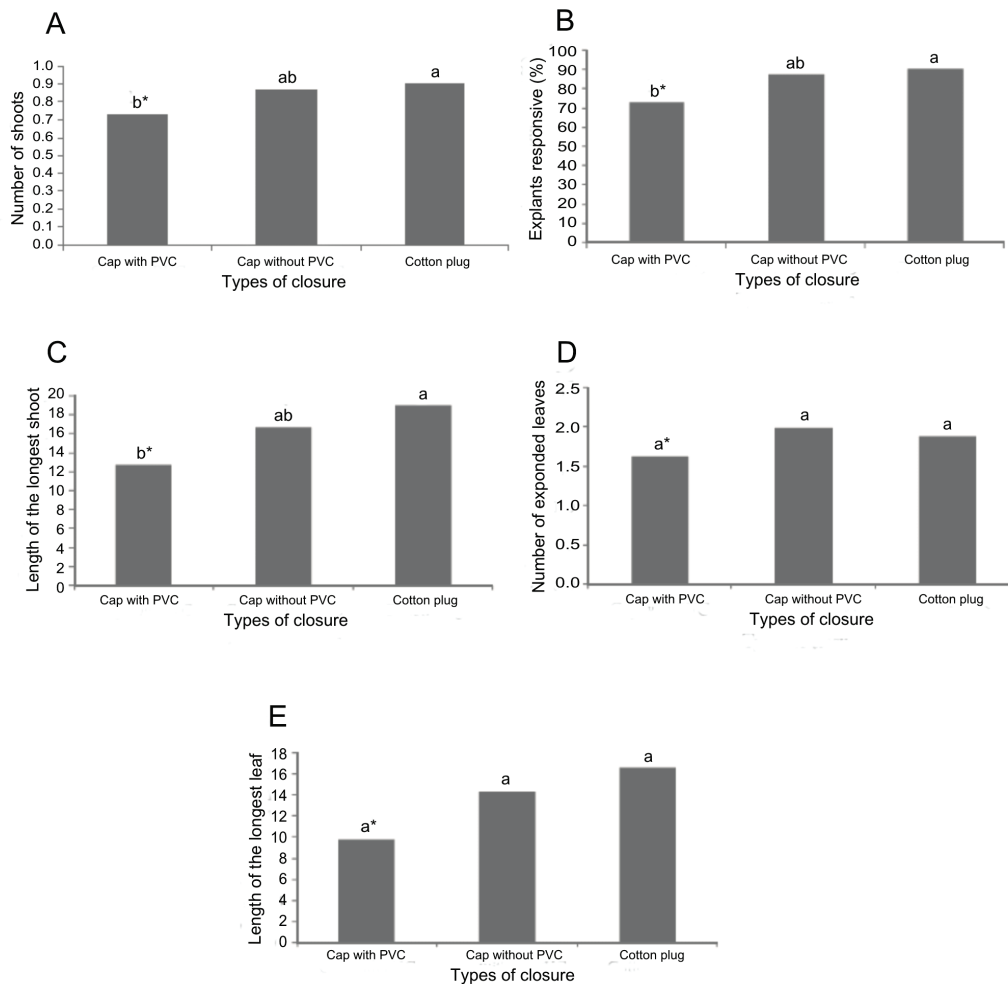 A
Number of shoots
1.0
0.9
0.8
0.7
0.6
0.5
0.4
0.3
0.2
0.1
0.0
b*
ab
a
Cap with PVC
Cap without PVC
Cotton plug
Types of closure
B
Explants responsive (%)
100
90
80
70
60
50
40
30
20
10
0
b*
ab
a
Cap with PVC
Cap without PVC
Cotton plug
Types of closure
C
Length of the longest shoot
20
18
16
14
12
10
8
6
4
2
0
b*
ab
a
Cap with PVC
Cap without PVC
Cotton plug
Types of closure
D
Number of exponded leaves
2.5
2.0
1.5
1.0
0.5
0.0
a*
a
a
Cap with PVC
Cap without PVC
Cotton plug
Types of closure
E
Length of the longest leaf
18
16
14
12
10
8
6
4
2
0
a*
a
a
Cap with PVC
Cap without PVC
Cotton plug
Types of closure